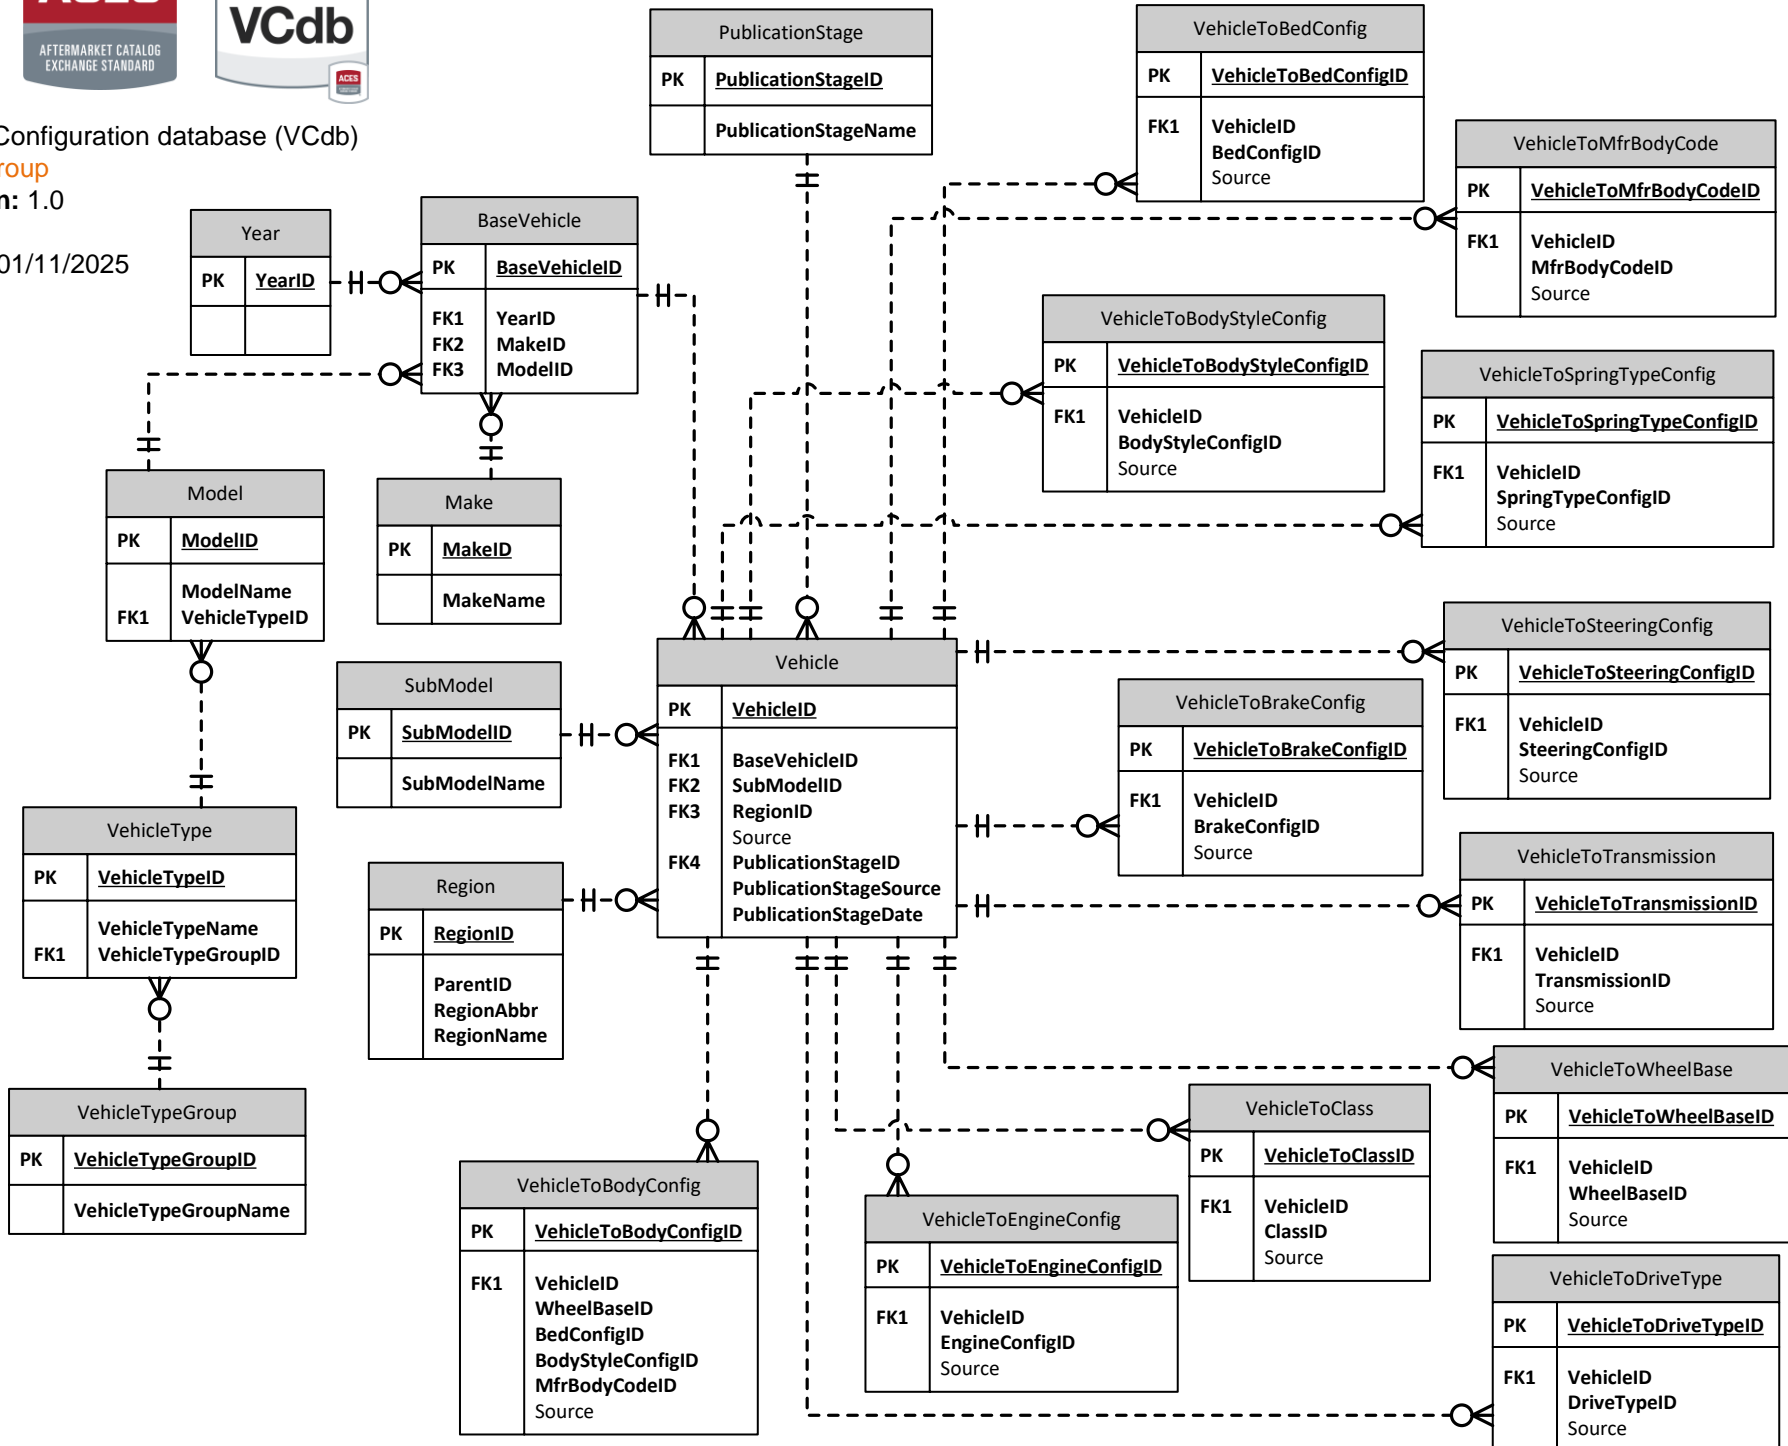 ACES
AFTERMARKET CATALOG
EXCHANGE STANDARD
VCdb
ACES
Configuration database (VCdb)
roup
n: 1.0
01/11/2025
PublicationStage
PK PublicationStageID
PublicationStageName
VehicleToBedConfig
PK VehicleToBedConfigID
FK1 VehicleID
BedConfigID
Source
VehicleToMfrBodyCode
PK VehicleToMfrBodyCodeID
FK1 VehicleID
MfrBodyCodeID
Source
Year
PK YearID
BaseVehicle
PK BaseVehicleID
FK1 YearID
FK2 MakeID
FK3 ModelID
VehicleToBodyStyleConfig
PK VehicleToBodyStyleConfigID
FK1 VehicleID
BodyStyleConfigID
Source
VehicleToSpringTypeConfig
PK VehicleToSpringTypeConfigID
FK1 VehicleID
SpringTypeConfigID
Source
Model
PK ModelID
ModelName
FK1 VehicleTypeID
Make
PK MakeID
MakeName
VehicleToSteeringConfig
PK VehicleToSteeringConfigID
FK1 VehicleID
SteeringConfigID
Source
SubModel
PK SubModelID
SubModelName
Vehicle
PK VehicleID
FK1 BaseVehicleID
FK2 SubModelID
FK3 RegionID
Source
FK4 PublicationStageID
PublicationStageSource
PublicationStageDate
VehicleToBrakeConfig
PK VehicleToBrakeConfigID
FK1 VehicleID
BrakeConfigID
Source
VehicleType
PK VehicleTypeID
VehicleTypeName
FK1 VehicleTypeGroupID
Region
PK RegionID
ParentID
RegionAbbr
RegionName
VehicleToTransmission
PK VehicleToTransmissionID
FK1 VehicleID
TransmissionID
Source
VehicleTypeGroup
PK VehicleTypeGroupID
VehicleTypeGroupName
VehicleToWheelBase
PK VehicleToWheelBaseID
FK1 VehicleID
WheelBaseID
Source
VehicleToClass
PK VehicleToClassID
FK1 VehicleID
ClassID
Source
VehicleToBodyConfig
PK VehicleToBodyConfigID
FK1 VehicleID
WheelBaseID
BedConfigID
BodyStyleConfigID
MfrBodyCodeID
Source
VehicleToEngineConfig
PK VehicleToEngineConfigID
FK1 VehicleID
EngineConfigID
Source
VehicleToDriveType
PK VehicleToDriveTypeID
FK1 VehicleID
DriveTypeID
Source